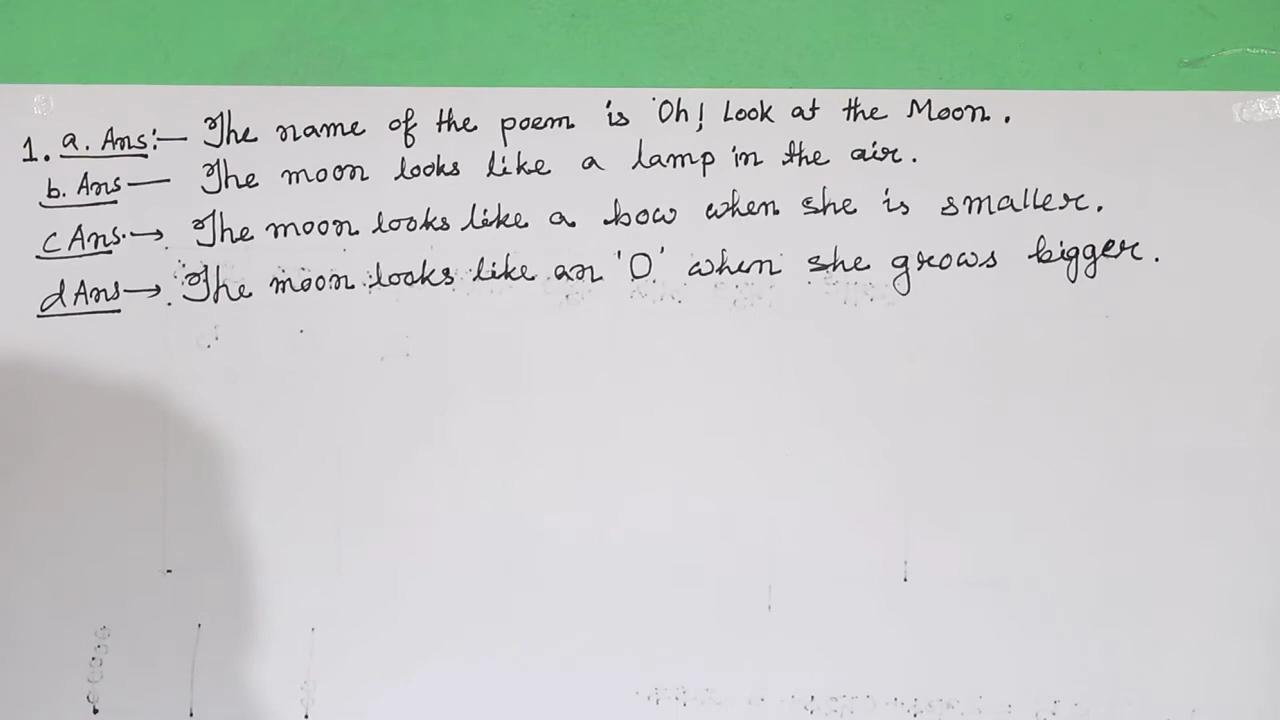 1. a. Ans:— The name of the poem is 'Oh! Look at the Moon.
b. Ans— The moon looks like a lamp in the air.
c Ans.→ The moon looks like a bow when she is smaller.
d Ans→ The moon looks like an 'O' when she grows bigger.